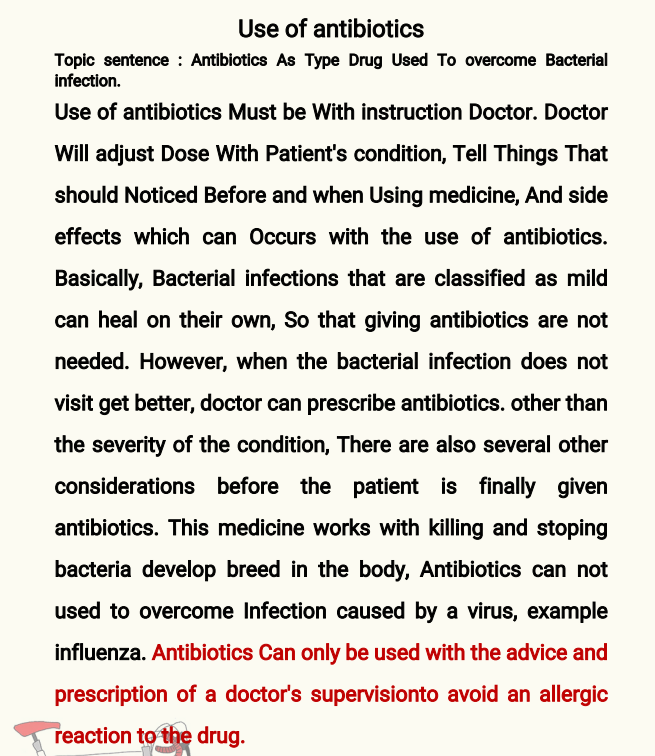 Use of antibiotics
Topic sentence : Antibiotics As Type Drug Used To overcome Bacterial
infection.
Use of antibiotics Must be With instruction Doctor. Doctor
Will adjust Dose With Patient's condition, Tell Things That
should Noticed Before and when Using medicine, And side
effects which can Occurs with the use of antibiotics.
Basically, Bacterial infections that are classified as mild
can heal on their own, So that giving antibiotics are not
needed. However, when the bacterial infection does not
visit get better, doctor can prescribe antibiotics. other than
the severity of the condition, There are also several other
considerations before the patient is finally given
antibiotics. This medicine works with killing and stoping
bacteria develop breed in the body, Antibiotics can not
used to overcome Infection caused by a virus, example
influenza. Antibiotics Can only be used with the advice and
prescription of a doctor's supervisionto avoid an allergic
reaction to the drug.